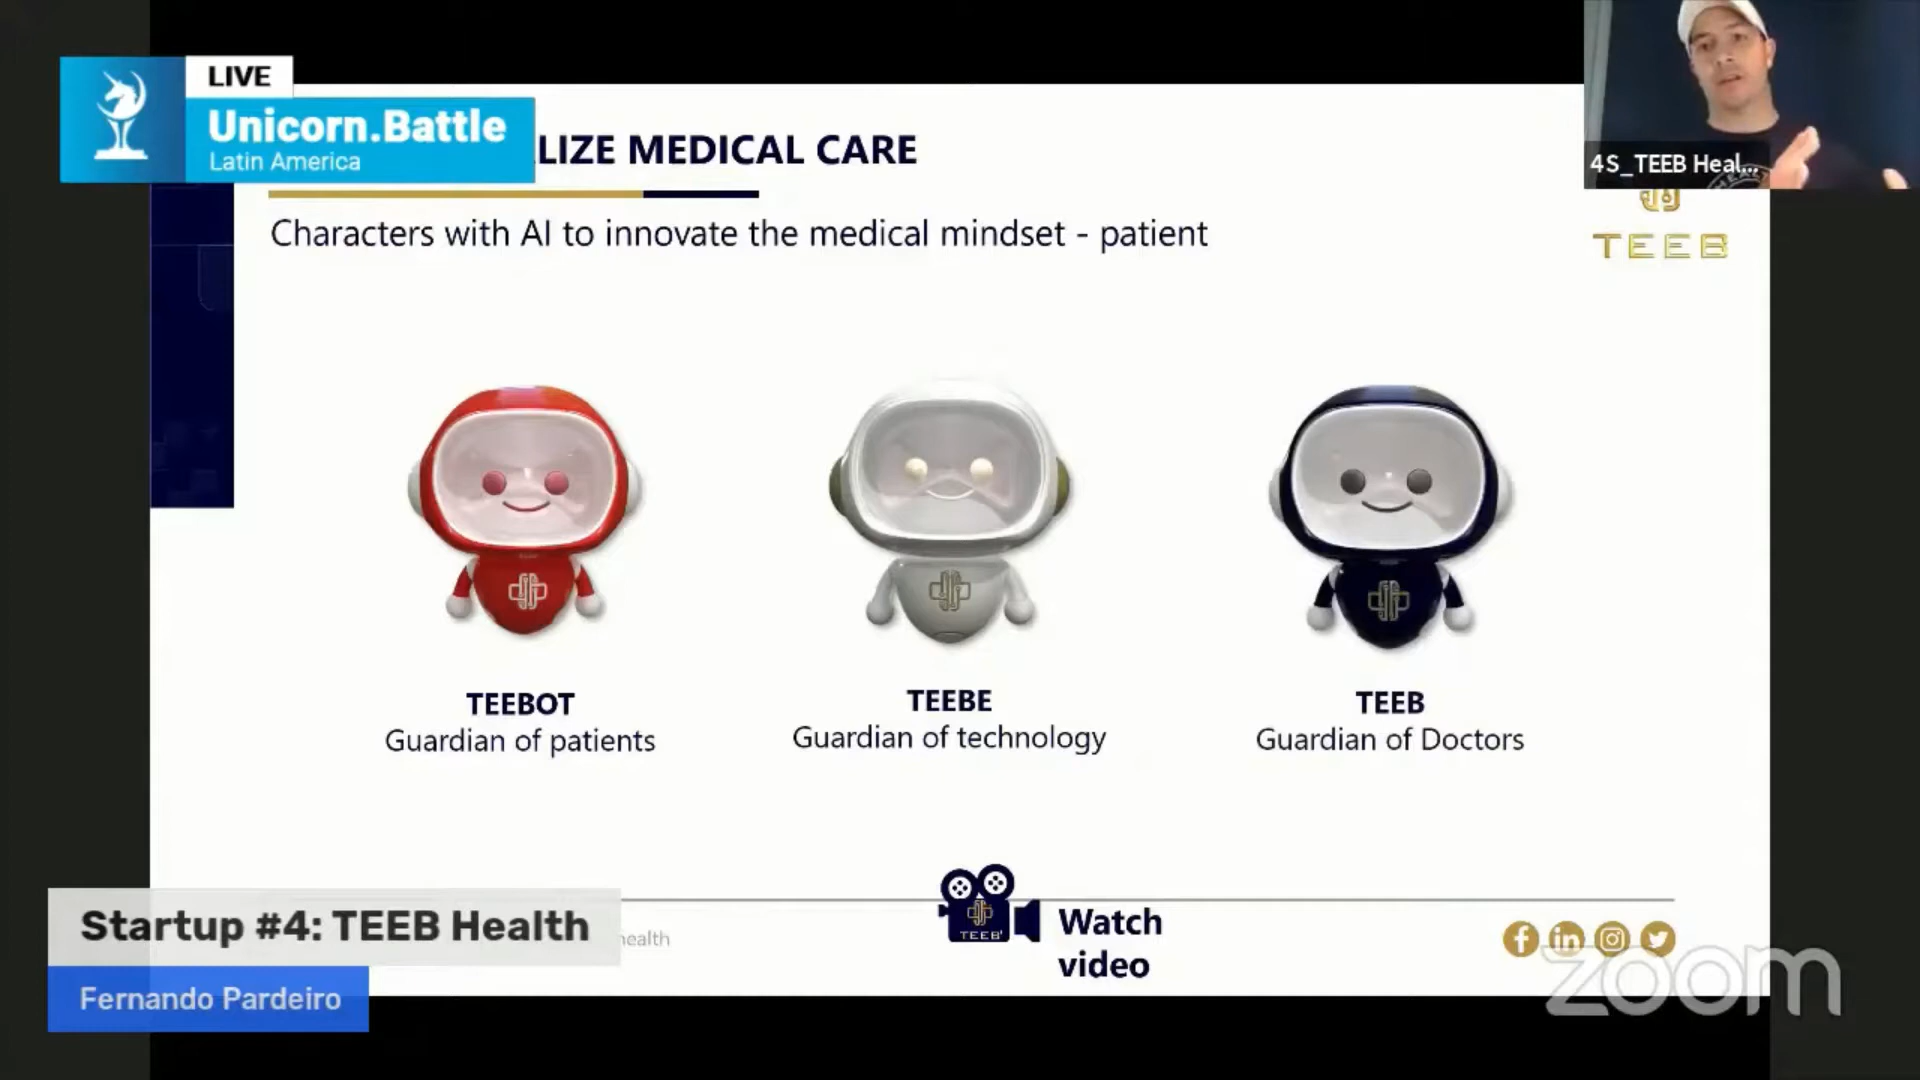 LIVE
Unicorn.Battle
Latin America
LIZE MEDICAL CARE
Characters with AI to innovate the medical mindset - patient
4S_TEEB Heal...
TEEB
TEEBOT
Guardian of patients
TEEBE
Guardian of technology
TEEB
Guardian of Doctors
Startup #4: TEEB Health
health
Fernando Pardeiro
TEEB
Watch
video
zoom